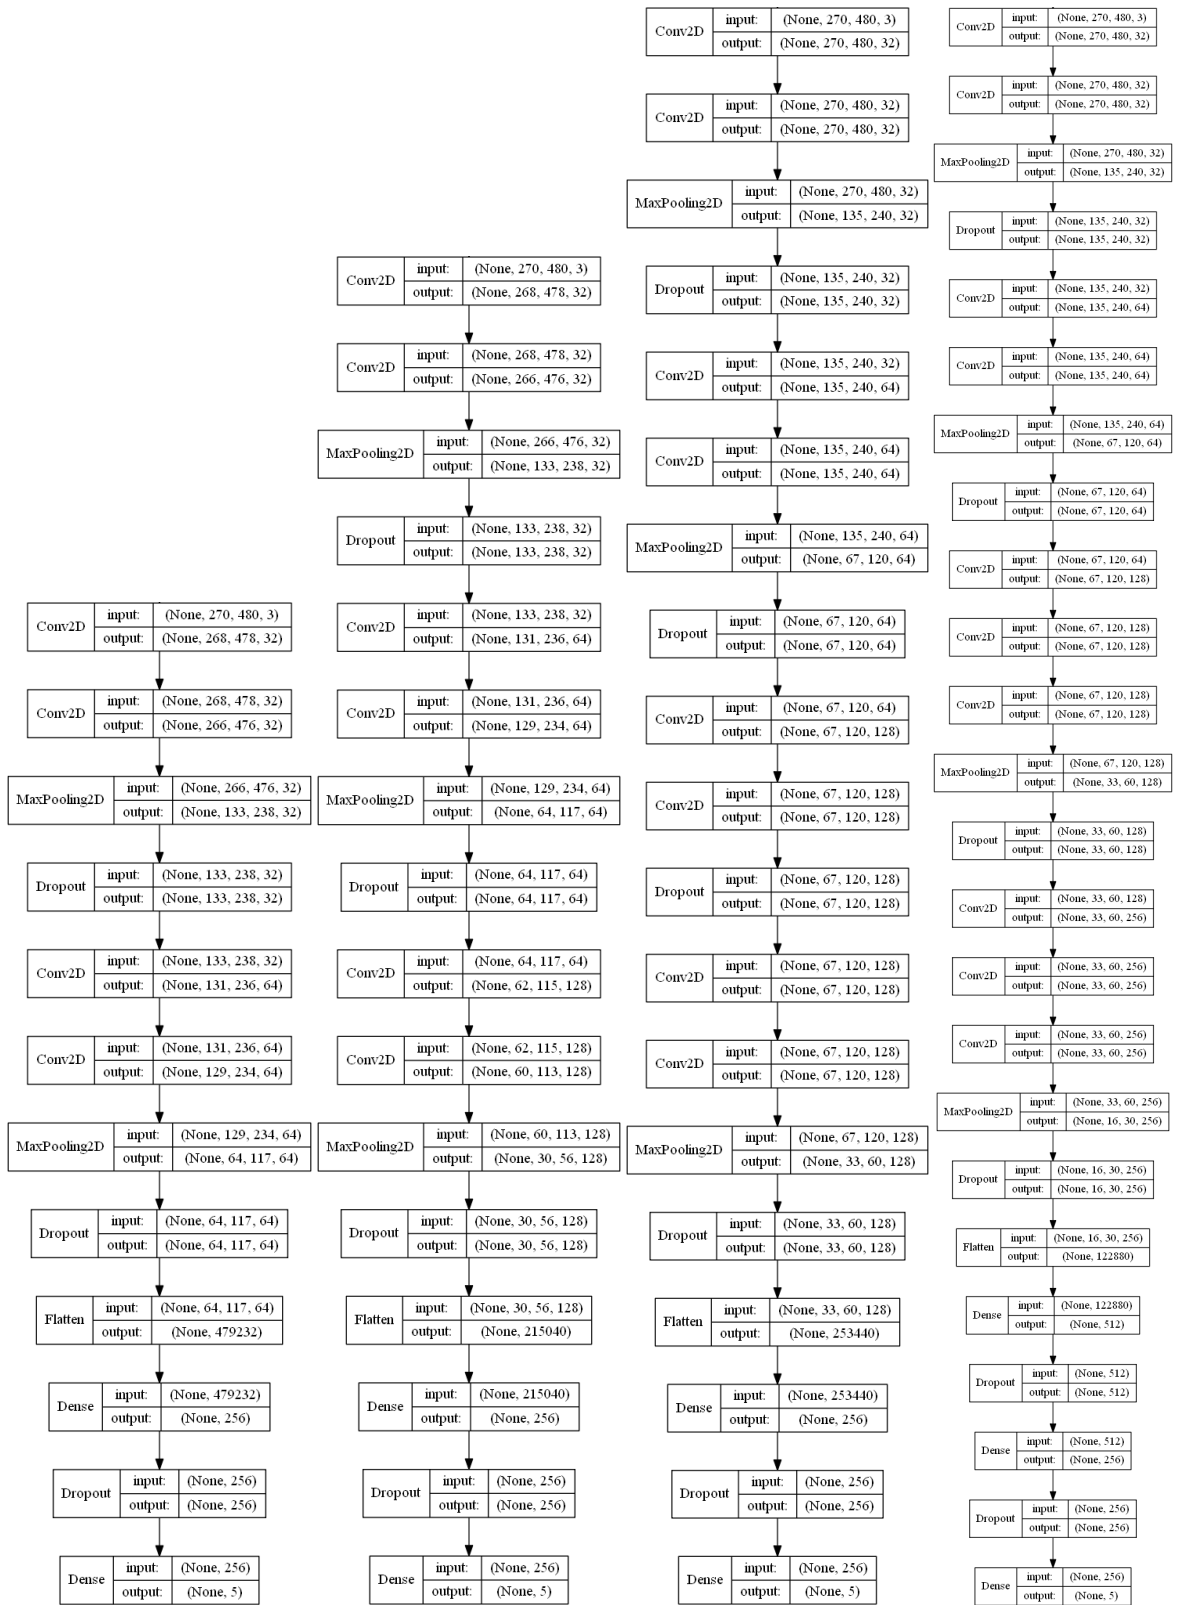 Conv2D input: (None, 270, 480, 3)
output: (None, 268, 478, 32)
Conv2D input: (None, 268, 478, 32)
output: (None, 266, 476, 32)
MaxPooling2D input: (None, 266, 476, 32)
output: (None, 133, 238, 32)
Dropout input: (None, 133, 238, 32)
output: (None, 133, 238, 32)
Conv2D input: (None, 133, 238, 32)
output: (None, 131, 236, 64)
Conv2D input: (None, 131, 236, 64)
output: (None, 129, 234, 64)
MaxPooling2D input: (None, 129, 234, 64)
output: (None, 64, 117, 64)
Dropout input: (None, 64, 117, 64)
output: (None, 64, 117, 64)
Flatten input: (None, 64, 117, 64)
output: (None, 479232)
Dense input: (None, 479232)
output: (None, 256)
Dropout input: (None, 256)
output: (None, 256)
Dense input: (None, 256)
output: (None, 5)
Conv2D input: (None, 270, 480, 3)
output: (None, 268, 478, 32)
Conv2D input: (None, 268, 478, 32)
output: (None, 266, 476, 32)
MaxPooling2D input: (None, 266, 476, 32)
output: (None, 133, 238, 32)
Dropout input: (None, 133, 238, 32)
output: (None, 133, 238, 32)
Conv2D input: (None, 133, 238, 32)
output: (None, 131, 236, 64)
Conv2D input: (None, 131, 236, 64)
output: (None, 129, 234, 64)
MaxPooling2D input: (None, 129, 234, 64)
output: (None, 64, 117, 64)
Dropout input: (None, 64, 117, 64)
output: (None, 64, 117, 64)
Conv2D input: (None, 64, 117, 64)
output: (None, 62, 115, 128)
Conv2D input: (None, 62, 115, 128)
output: (None, 60, 113, 128)
MaxPooling2D input: (None, 60, 113, 128)
output: (None, 30, 56, 128)
Dropout input: (None, 30, 56, 128)
output: (None, 30, 56, 128)
Flatten input: (None, 30, 56, 128)
output: (None, 215040)
Dense input: (None, 215040)
output: (None, 256)
Dropout input: (None, 256)
output: (None, 256)
Dense input: (None, 256)
output: (None, 5)
Conv2D input: (None, 270, 480, 3)
output: (None, 270, 480, 32)
Conv2D input: (None, 270, 480, 32)
output: (None, 270, 480, 32)
MaxPooling2D input: (None, 270, 480, 32)
output: (None, 135, 240, 32)
Dropout input: (None, 135, 240, 32)
output: (None, 135, 240, 32)
Conv2D input: (None, 135, 240, 32)
output: (None, 135, 240, 64)
Conv2D input: (None, 135, 240, 64)
output: (None, 135, 240, 64)
MaxPooling2D input: (None, 135, 240, 64)
output: (None, 67, 120, 64)
Dropout input: (None, 67, 120, 64)
output: (None, 67, 120, 64)
Conv2D input: (None, 67, 120, 64)
output: (None, 67, 120, 128)
Conv2D input: (None, 67, 120, 128)
output: (None, 67, 120, 128)
Dropout input: (None, 67, 120, 128)
output: (None, 67, 120, 128)
Conv2D input: (None, 67, 120, 128)
output: (None, 67, 120, 128)
Conv2D input: (None, 67, 120, 128)
output: (None, 67, 120, 128)
MaxPooling2D input: (None, 67, 120, 128)
output: (None, 33, 60, 128)
Dropout input: (None, 33, 60, 128)
output: (None, 33, 60, 128)
Flatten input: (None, 33, 60, 128)
output: (None, 253440)
Dense input: (None, 253440)
output: (None, 256)
Dropout input: (None, 256)
output: (None, 256)
Dense input: (None, 256)
output: (None, 5)
Conv2D input: (None, 270, 480, 3)
output: (None, 270, 480, 32)
Conv2D input: (None, 270, 480, 32)
output: (None, 270, 480, 32)
MaxPooling2D input: (None, 270, 480, 32)
output: (None, 135, 240, 32)
Dropout input: (None, 135, 240, 32)
output: (None, 135, 240, 32)
Conv2D input: (None, 135, 240, 32)
output: (None, 135, 240, 64)
Conv2D input: (None, 135, 240, 64)
output: (None, 135, 240, 64)
MaxPooling2D input: (None, 135, 240, 64)
output: (None, 67, 120, 64)
Dropout input: (None, 67, 120, 64)
output: (None, 67, 120, 64)
Conv2D input: (None, 67, 120, 64)
output: (None, 67, 120, 128)
Conv2D input: (None, 67, 120, 128)
output: (None, 67, 120, 128)
Conv2D input: (None, 67, 120, 128)
output: (None, 67, 120, 128)
MaxPooling2D input: (None, 67, 120, 128)
output: (None, 33, 60, 128)
Dropout input: (None, 33, 60, 128)
output: (None, 33, 60, 128)
Conv2D input: (None, 33, 60, 128)
output: (None, 33, 60, 256)
Conv2D input: (None, 33, 60, 256)
output: (None, 33, 60, 256)
Conv2D input: (None, 33, 60, 256)
output: (None, 33, 60, 256)
MaxPooling2D input: (None, 33, 60, 256)
output: (None, 16, 30, 256)
Dropout input: (None, 16, 30, 256)
output: (None, 16, 30, 256)
Flatten input: (None, 16, 30, 256)
output: (None, 122880)
Dense input: (None, 122880)
output: (None, 512)
Dropout input: (None, 512)
output: (None, 512)
Dense input: (None, 512)
output: (None, 256)
Dropout input: (None, 256)
output: (None, 256)
Dense input: (None, 256)
output: (None, 5)